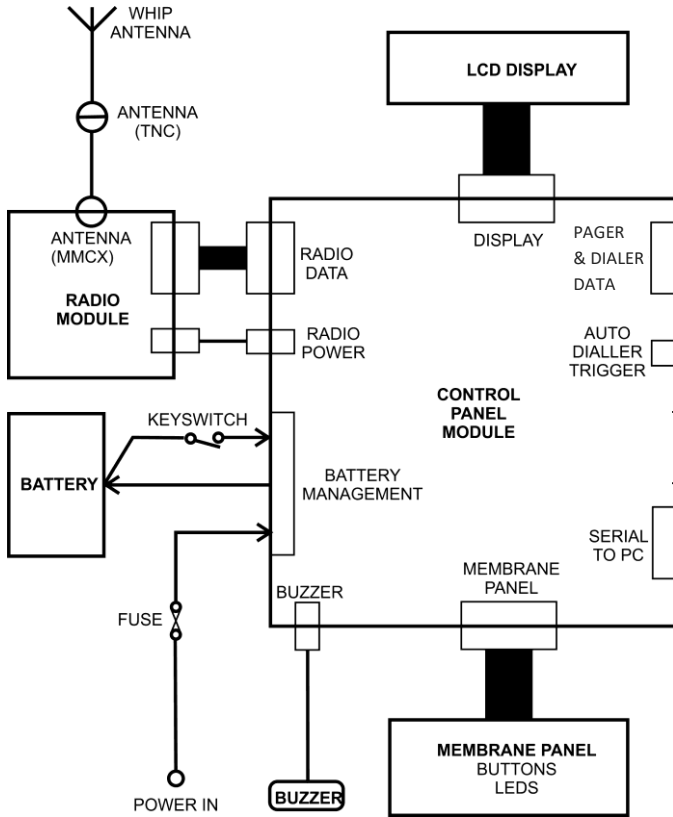 WHIP
ANTENNA
LCD DISPLAY
ANTENNA
(TNC)
ANTENNA
(MMCX)
RADIO
MODULE
RADIO
DATA
RADIO
POWER
DISPLAY
PAGER
& DIALER
DATA
AUTO
DIALLER
TRIGGER
CONTROL
PANEL
MODULE
KEYSWITCH
BATTERY
BATTERY
MANAGEMENT
SERIAL
TO PC
MEMBRANE
PANEL
BUZZER
FUSE
POWER IN
BUZZER
MEMBRANE PANEL
BUTTONS
LEDS